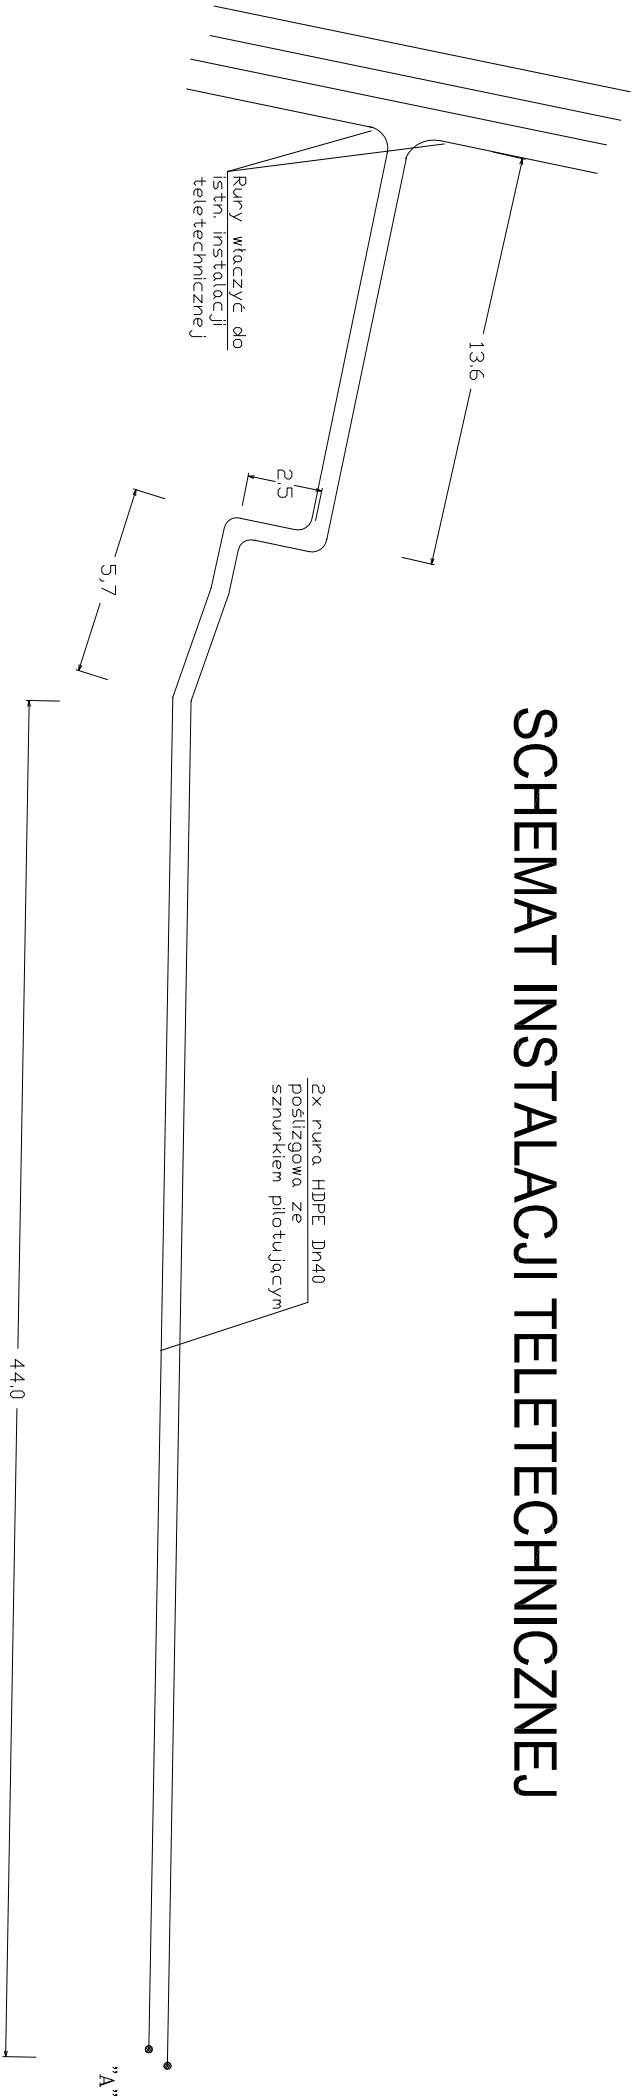 SCHEMAT INSTALACJI TELETECHNICZNEJ
13,6
Rury właczyć do
istn. instalacji
teletechnicznej
2,5
5,7
2x rura HDPE Dn40
poślizgowa ze
sznurkiem pilotującym
44,0
"A"